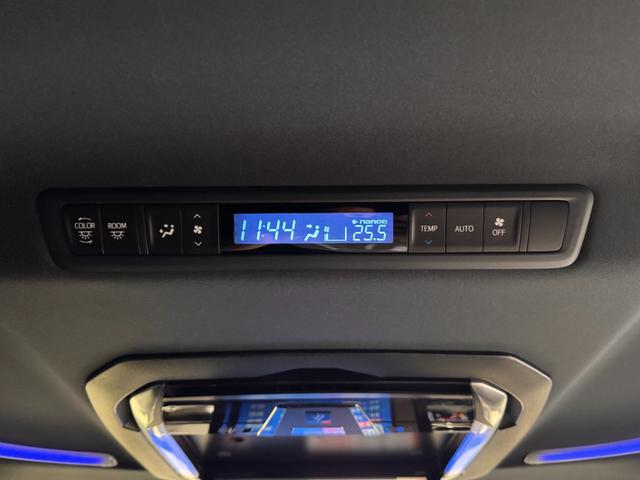 COLOR
ROOM
11:44
nanoe
25.5
TEMP
AUTO
OFF